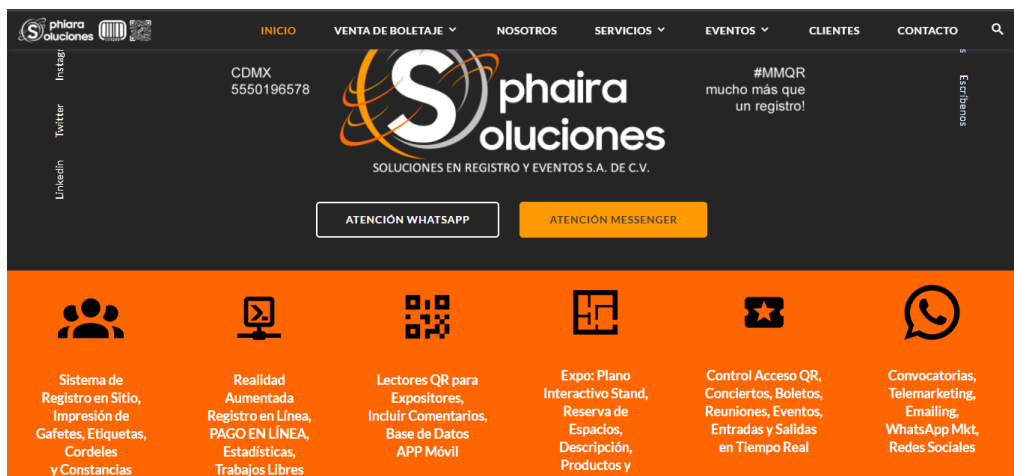 phiara
oluciones
INICIO
VENTA DE BOLETAJE
NOSOTROS
SERVICIOS
EVENTOS
CLIENTES
CONTACTO
Linkedin
Twitter
CDMX
5550196578
S
phaira
oluciones
SOLUCIONES EN REGISTRO Y EVENTOS S.A. DE C.V.
#MMQR
mucho más que
un registro!
Escríbenos
ATENCIÓN WHATSAPP
ATENCIÓN MESSENGER
Sistema de
Registro en Sitio,
Impresión de
Gafetes, Etiquetas,
Cordeles
y Constancias
Realidad
Aumentada
Registro en Línea,
PAGO EN LÍNEA,
Estadísticas,
Trabajos Libres
Lectores QR para
Expositores,
Incluir Comentarios,
Base de Datos
APP Móvil
Expo: Plano
Interactivo Stand,
Reserva de
Espacios,
Descripción,
Productos y
Control Acceso QR,
Conciertos, Boletos,
Reuniones, Eventos,
Entradas y Salidas
en Tiempo Real
Convocatorias,
Telemarketing,
Emailing,
WhatsApp Mkt,
Redes Sociales